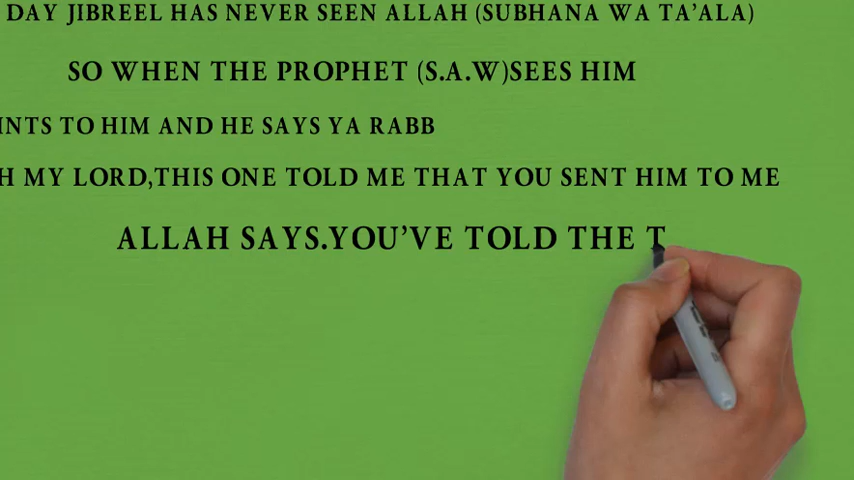 DAY JIBREEL HAS NEVER SEEN ALLAH (SUBHANA WA TA'ALA)
SO WHEN THE PROPHET (S.A.W)SEES HIM
INTS TO HIM AND HE SAYS YA RABB
H MY LORD,THIS ONE TOLD ME THAT YOU SENT HIM TO ME
ALLAH SAYS.YOU'VE TOLD THE T